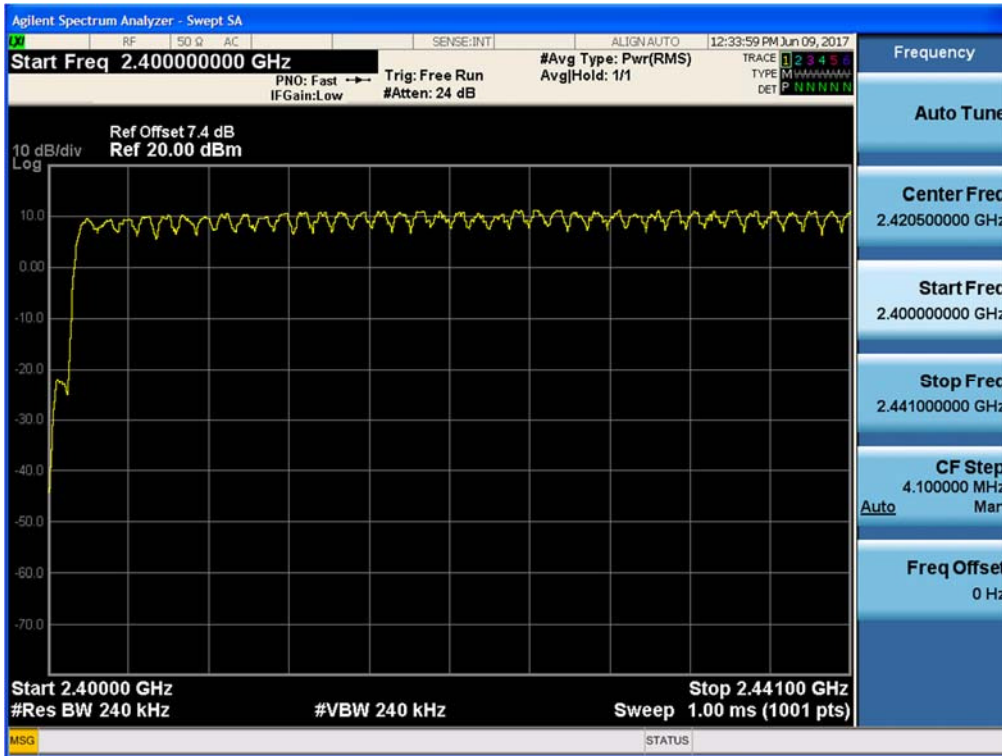 Agilent Spectrum Analyzer - Swept SA
LXI RF 50 Ω AC SENSE:INT ALIGN AUTO 12:33:59 PM Jun 09, 2017
Start Freq 2.400000000 GHz
PNO: Fast
IFGain:Low
Trig: Free Run
#Atten: 24 dB
#Avg Type: Pwr(RMS)
Avg|Hold: 1/1
TRACE 1 2 3 4 5 6
TYPE M
DET P N N N N N
Ref Offset 7.4 dB
10 dB/div Ref 20.00 dBm
Log
10.0
0.00
-10.0
-20.0
-30.0
-40.0
-50.0
-60.0
-70.0
Start 2.40000 GHz Stop 2.44100 GHz
#Res BW 240 kHz #VBW 240 kHz Sweep 1.00 ms (1001 pts)
MSG STATUS
Frequency
Auto Tune
Center Freq
2.420500000 GHz
Start Freq
2.400000000 GHz
Stop Freq
2.441000000 GHz
CF Step
4.100000 MHz
Auto Man
Freq Offset
0 Hz